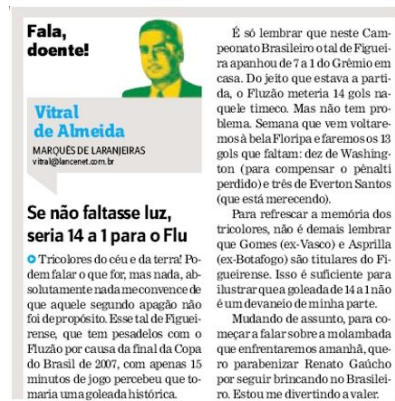 Fala,
doente!
Vitral
de Almeida
MARQUÊS DE LARANJEIRAS
vitral@lancenet.com.br
Se não faltasse luz,
seria 14 a 1 para o Flu
Tricolores do céu e da terra! Po-
dem falar o que for, mas nada, ab-
solutamente nada me convence de
que aquele segundo apagão não
foi de propósito. Esse tal de Figuei-
rense, que tem pesadelos com o
Fluzão por causa da final da Copa
do Brasil de 2007, com apenas 15
minutos de jogo percebeu que to-
maria uma goleada histórica.
É só lembrar que neste Cam-
peonato Brasileiro o tal de Figuei-
ra apanhou de 7 a 1 do Grêmio em
casa. Do jeito que estava a parti-
da, o Fluzão meteria 14 gols na-
quele timeco. Mas não tem pro-
blema. Semana que vem voltare-
mos à bela Floripa e faremos os 13
gols que faltam: dez de Washing-
ton (para compensar o pênalti
perdido) e três de Everton Santos
(que está merecendo).
Para refrescar a memória dos
tricolores, não é demais lembrar
que Gomes (ex-Vasco) e Asprilla
(ex-Botafogo) são titulares do Fi-
gueirense. Isso é suficiente para
ilustrar que a goleada de 14 a 1 não
é um devaneio de minha parte.
Mudando de assunto, para co-
meçar a falar sobre a molambada
que enfrentaremos amanhã, que-
ro parabenizar Renato Gaúcho
por seguir brincando no Brasilei-
ro. Estou me divertindo a valer.